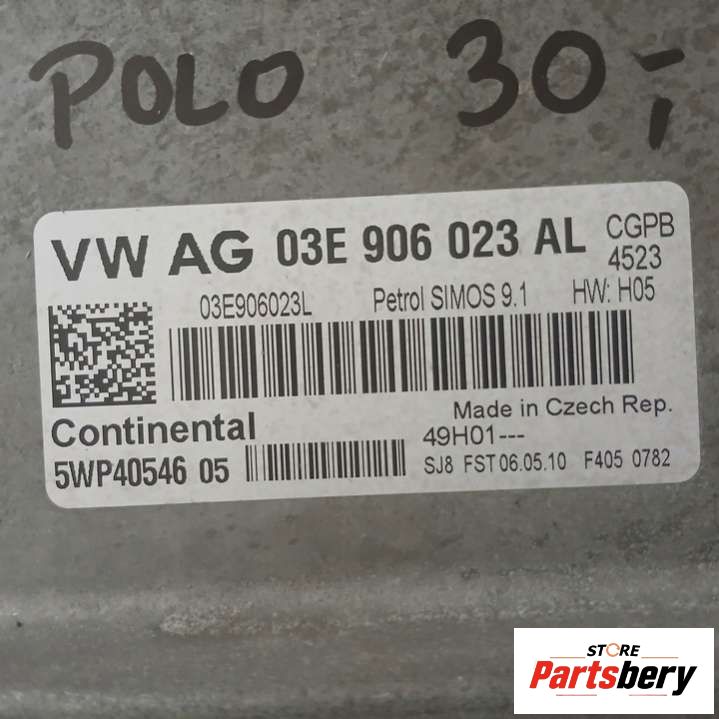 POLO 30,-
VW AG 03E 906 023 AL CGPB
4523
03E906023L Petrol SIMOS 9.1 HW: H05
Continental Made in Czech Rep.
49H01---
5WP40546 05 SJ8 FST 06.05.10 F405 0782
STORE
Partsbery